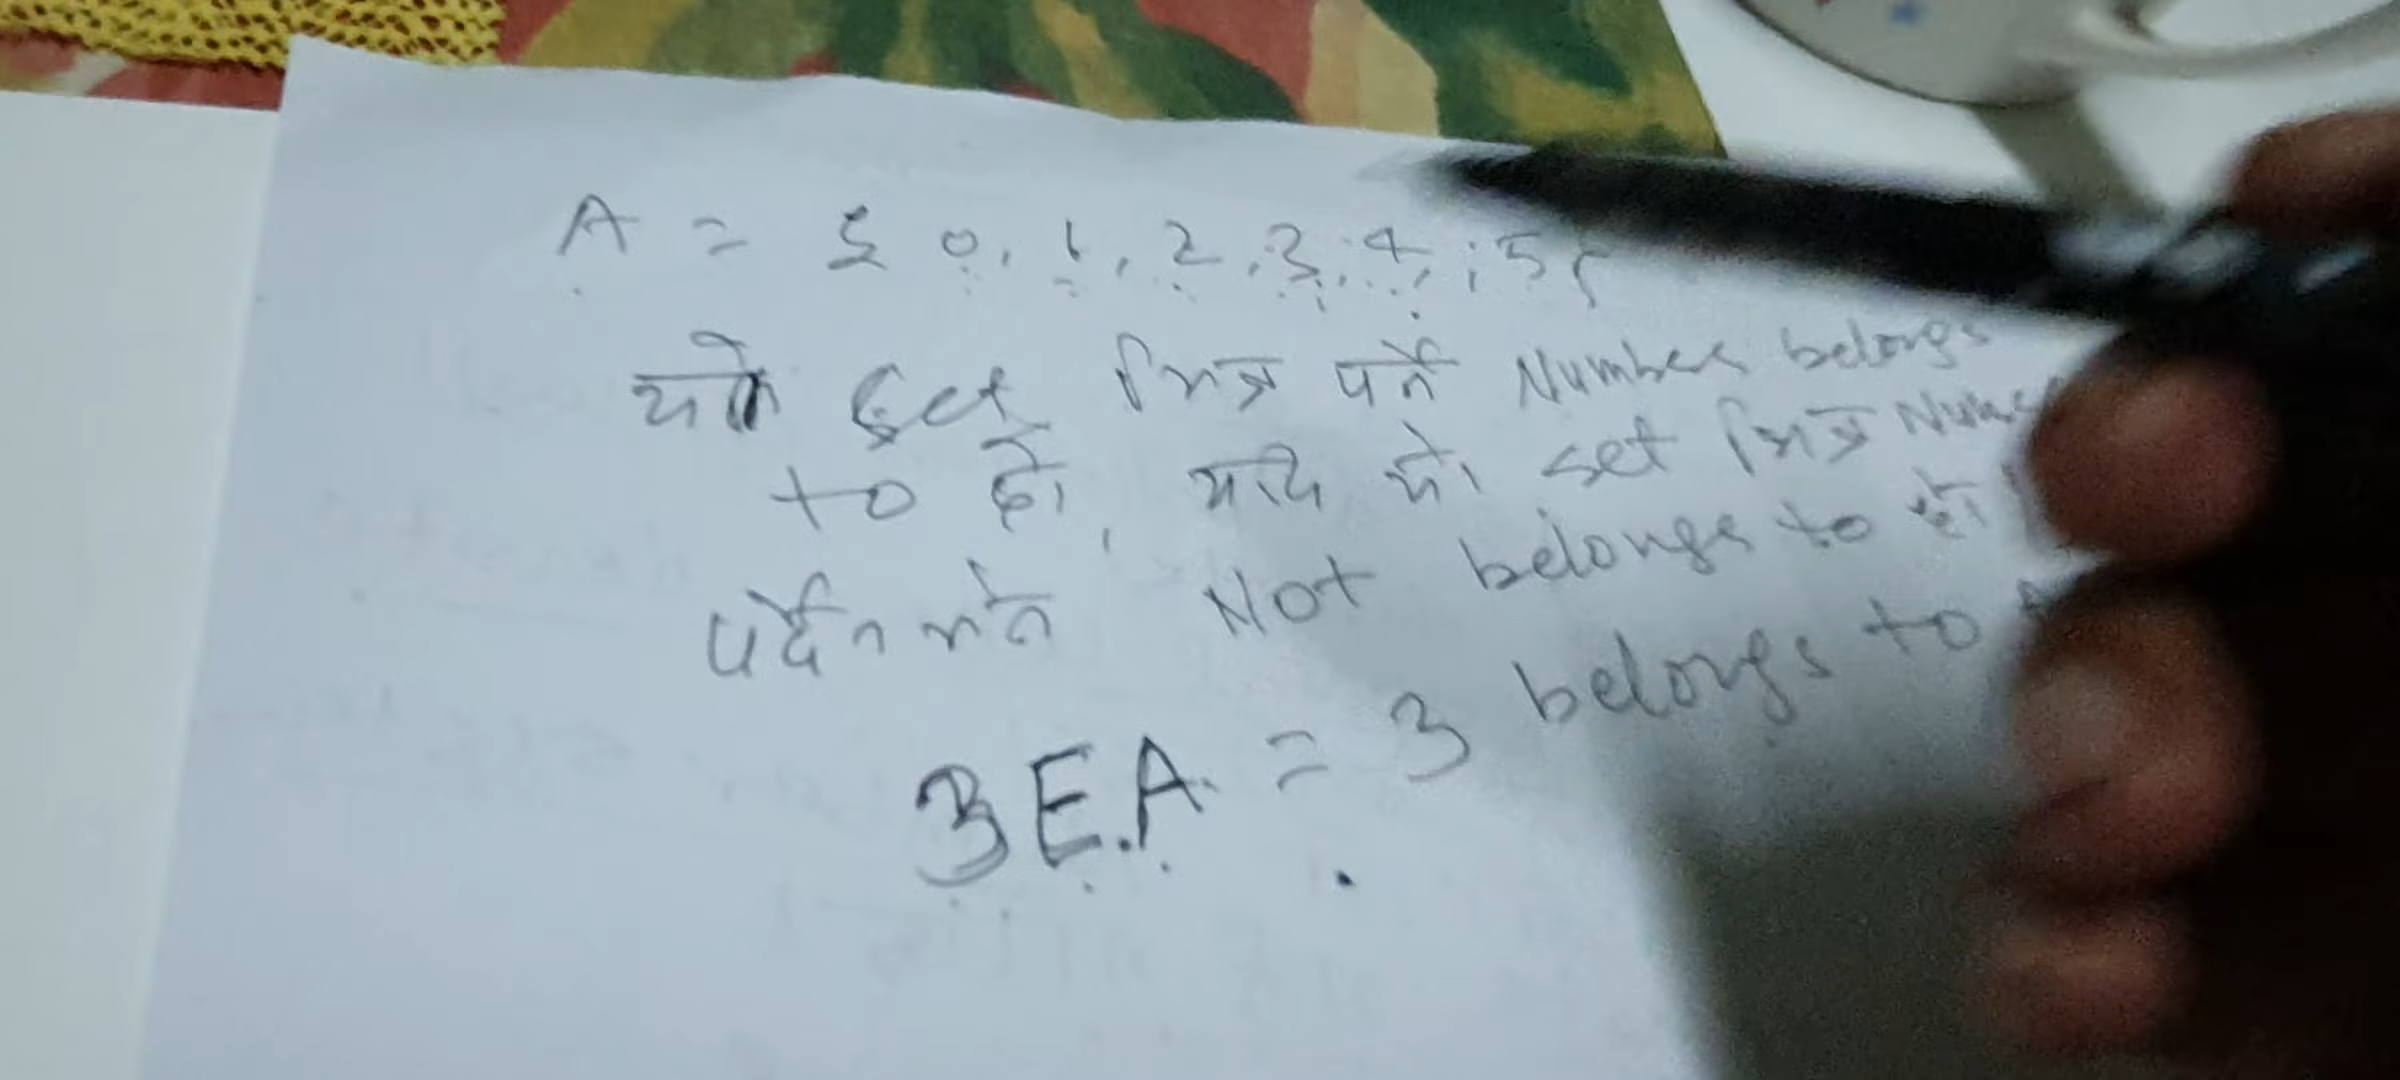 A = { 0, 1, 2, 3, 4, 5 }
यो set भित्र पर्ने Number belongs
to हो, यदि यो set भित्र
पर्दैन भने Not belongs to हो
3 E A = 3 belongs to